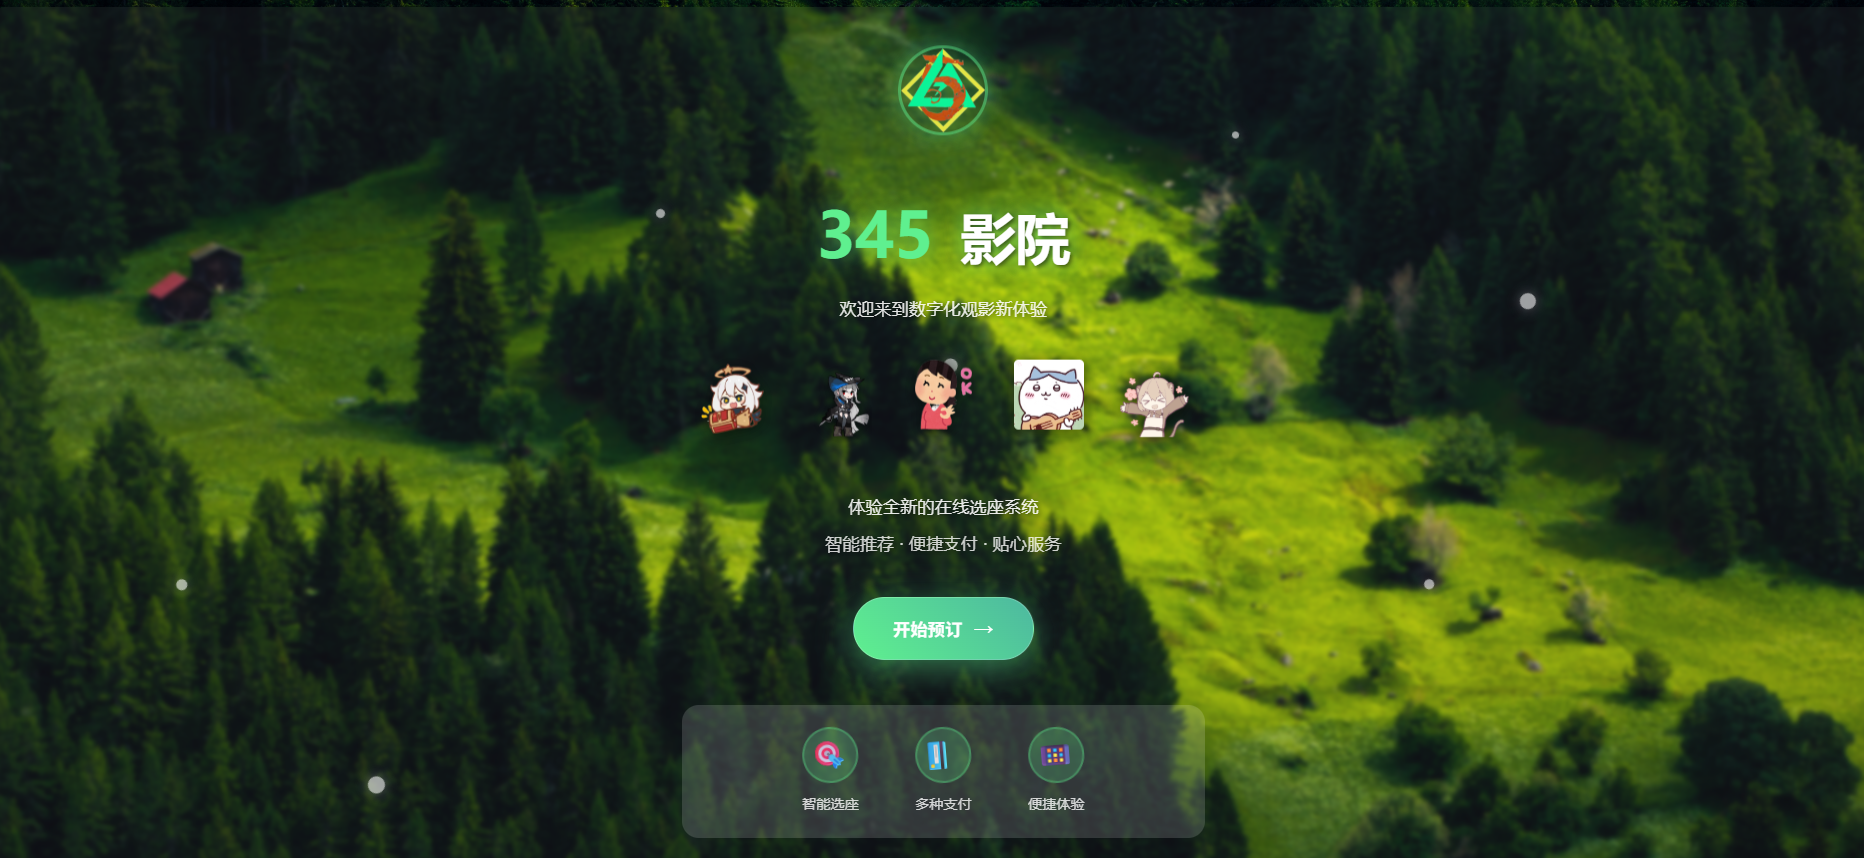 345 影院
欢迎来到数字化观影新体验
OK
体验全新的在线选座系统
智能推荐 · 便捷支付 · 贴心服务
开始预订 →
智能选座 多种支付 便捷体验